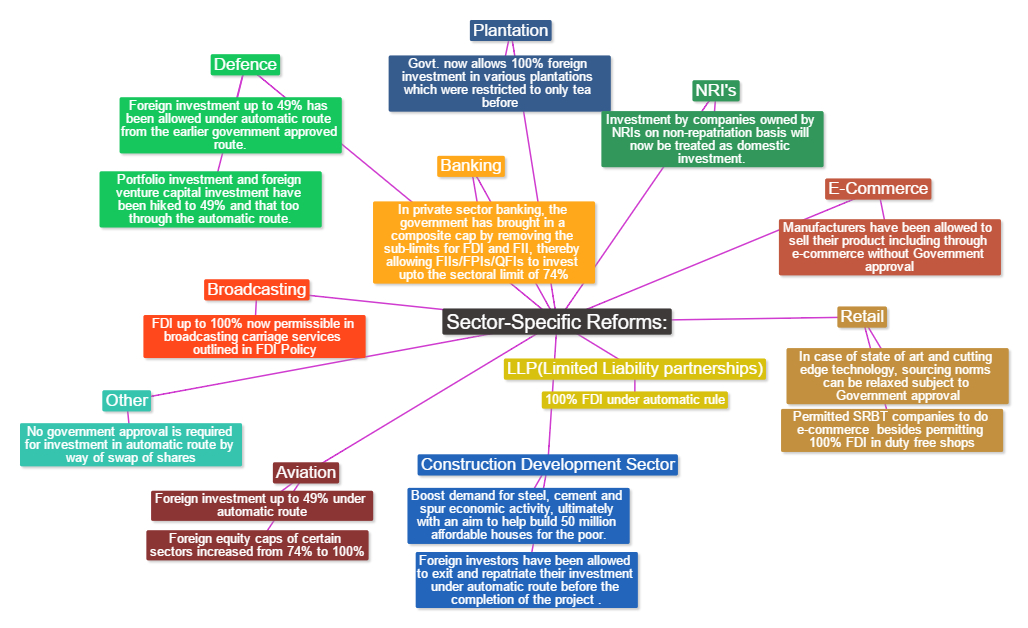 Plantation
Govt. now allows 100% foreign
investment in various plantations
which were restricted to only tea
before
Defence
Foreign investment up to 49% has
been allowed under automatic route
from the earlier government approved
route.
Portfolio investment and foreign
venture capital investment have
been hiked to 49% and that too
through the automatic route.
NRI's
Investment by companies owned by
NRIs on non-repatriation basis will
now be treated as domestic
investment.
Banking
In private sector banking, the
government has brought in a
composite cap by removing the
sub-limits for FDI and FII, thereby
allowing FIIs/FPIs/QFIs to invest
upto the sectoral limit of 74%
E-Commerce
Manufacturers have been allowed to
sell their product including through
e-commerce without Government
approval
Broadcasting
FDI up to 100% now permissible in
broadcasting carriage services
outlined in FDI Policy
Sector-Specific Reforms:
Retail
In case of state of art and cutting
edge technology, sourcing norms
can be relaxed subject to
Government approval
Permitted SRBT companies to do
e-commerce besides permitting
100% FDI in duty free shops
LLP(Limited Liability partnerships)
100% FDI under automatic rule
Other
No government approval is required
for investment in automatic route by
way of swap of shares
Aviation
Foreign investment up to 49% under
automatic route
Foreign equity caps of certain
sectors increased from 74% to 100%
Construction Development Sector
Boost demand for steel, cement and
spur economic activity, ultimately
with an aim to help build 50 million
affordable houses for the poor.
Foreign investors have been allowed
to exit and repatriate their investment
under automatic route before the
completion of the project .